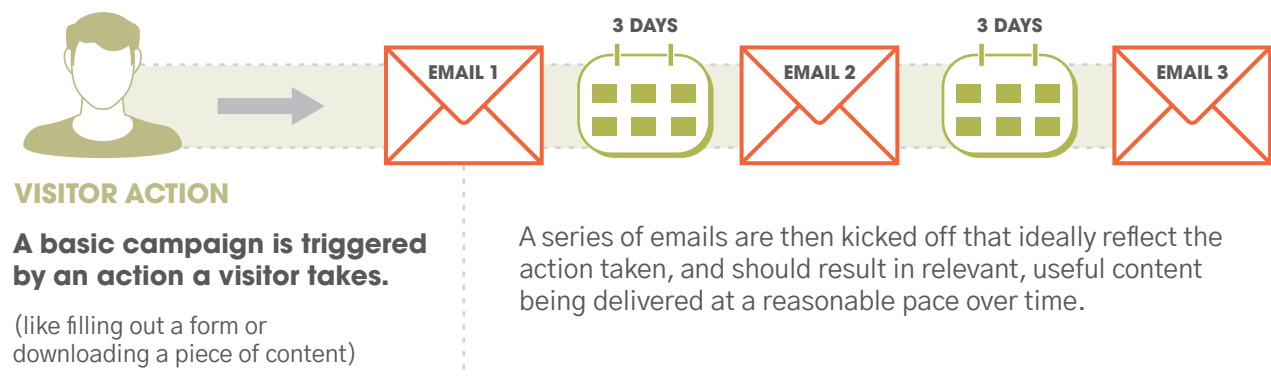 3 DAYS
3 DAYS
EMAIL 1
EMAIL 2
EMAIL 3
VISITOR ACTION
A basic campaign is triggered
by an action a visitor takes.
(like filling out a form or
downloading a piece of content)
A series of emails are then kicked off that ideally reflect the
action taken, and should result in relevant, useful content
being delivered at a reasonable pace over time.